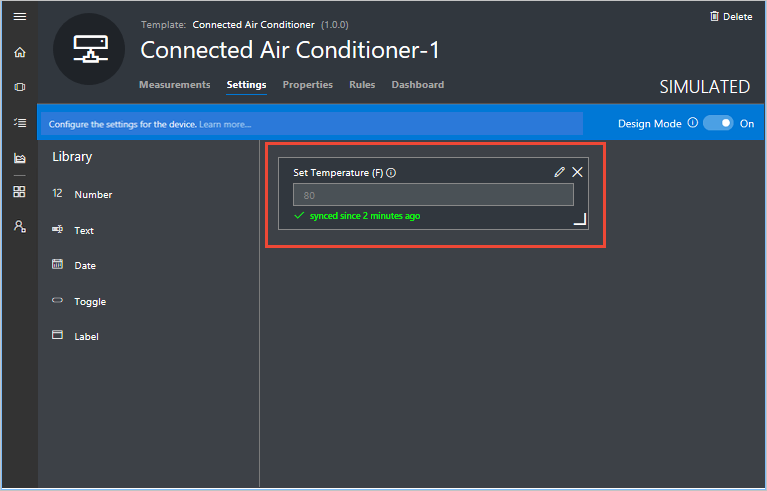 Template: Connected Air Conditioner (1.0.0)
Delete
Connected Air Conditioner-1
Measurements Settings Properties Rules Dashboard
SIMULATED
Configure the settings for the device. Learn more...
Design Mode On
Library
Set Temperature (F)
12 Number
80
Text
synced since 2 minutes ago
Date
Toggle
Label